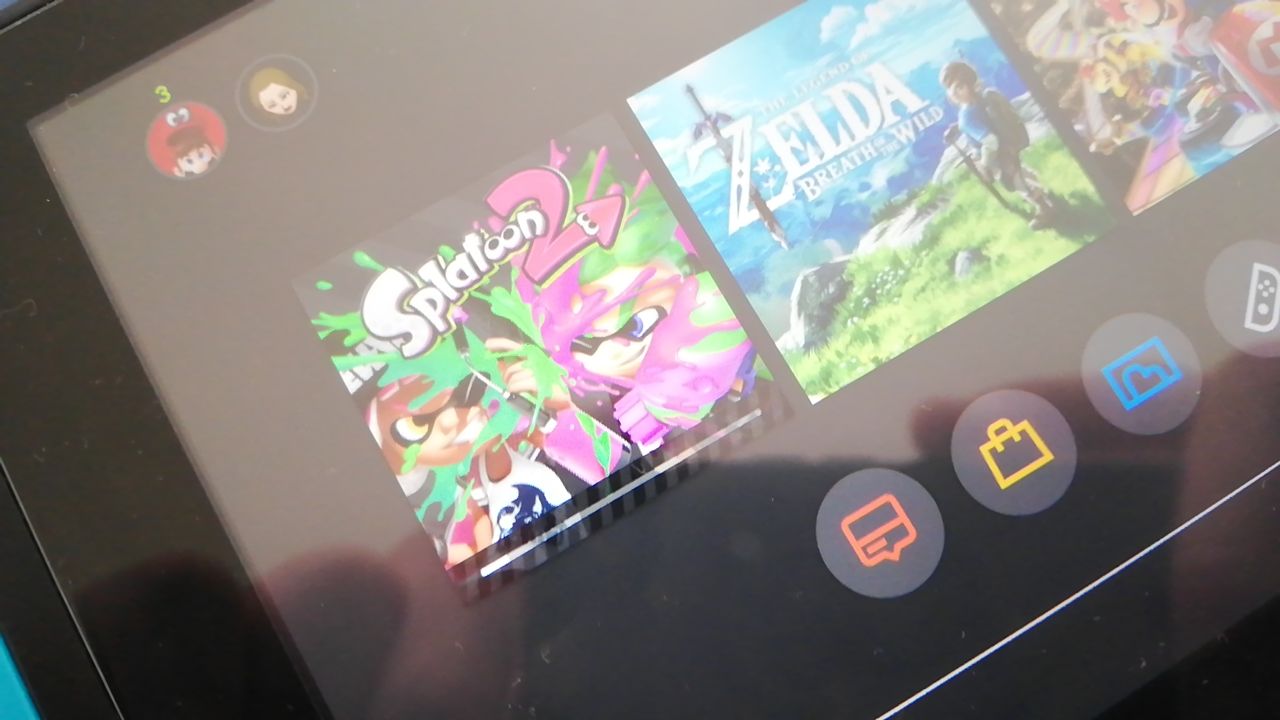 3
Splatoon
2
THE LEGEND OF
ZELDA
BREATH OF THE WILD